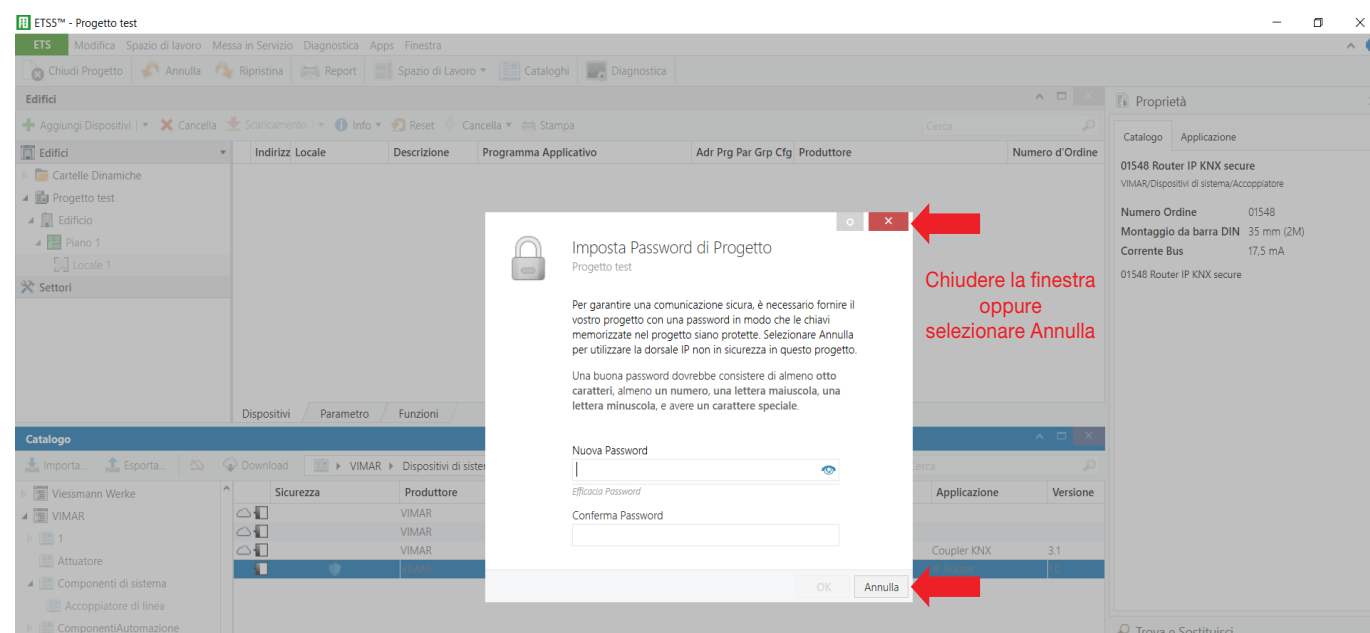 ETS5™ - Progetto test
ETS Modifica Spazio di lavoro Messa in Servizio Diagnostica Apps Finestra
Chiudi Progetto Annulla Ripristina Report Spazio di Lavoro Cataloghi Diagnostica
Edifici
Aggiungi Dispositivi Cancella Scaricamento Info Reset Cancella Stampa Cerca
Edifici
Cartelle Dinamiche
Progetto test
Edificio
Piano 1
Locale 1
Settori
Indirizz Locale Descrizione Programma Applicativo Adr Prg Par Grp Cfg Produttore Numero d'Ordine
Dispositivi Parametro Funzioni
Proprietà
Catalogo Applicazione
01548 Router IP KNX secure
VIMAR/Dispositivi di sistema/Accoppiatore
Numero Ordine 01548
Montaggio da barra DIN 35 mm (2M)
Corrente Bus 17,5 mA
01548 Router IP KNX secure
Imposta Password di Progetto
Progetto test
Per garantire una comunicazione sicura, è necessario fornire il
vostro progetto con una password in modo che le chiavi
memorizzate nel progetto siano protette. Selezionare Annulla
per utilizzare la dorsale IP non in sicurezza in questo progetto.
Una buona password dovrebbe consistere di almeno otto
caratteri, almeno un numero, una lettera maiuscola, una
lettera minuscola, e avere un carattere speciale.
Nuova Password
Efficacia Password
Conferma Password
OK Annulla
Chiudere la finestra
oppure
selezionare Annulla
Catalogo
Importa... Esporta... Download VIMAR Dispositivi di siste
Viessmann Werke
VIMAR
1
Attuatore
Componenti di sistema
Accoppiatore di linea
ComponentiAutomazione
Sicurezza Produttore Applicazione Versione
VIMAR
VIMAR
VIMAR Coupler KNX 3.1
VIMAR IP Router 1.0
Trova e Sostituisci